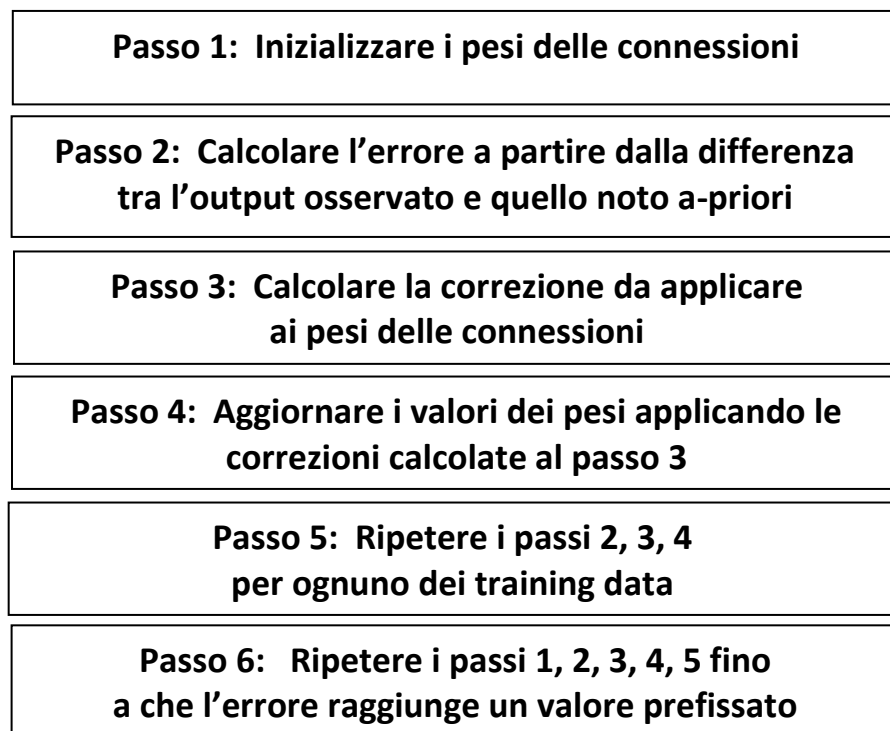 Passo 1:  Inizializzare i pesi delle connessioni
Passo 2:  Calcolare l’errore a partire dalla differenza
tra l’output osservato e quello noto a-priori
Passo 3:  Calcolare la correzione da applicare
ai pesi delle connessioni
Passo 4:  Aggiornare i valori dei pesi applicando le
correzioni calcolate al passo 3
Passo 5:  Ripetere i passi 2, 3, 4
per ognuno dei training data
Passo 6:   Ripetere i passi 1, 2, 3, 4, 5 fino
a che l’errore raggiunge un valore prefissato